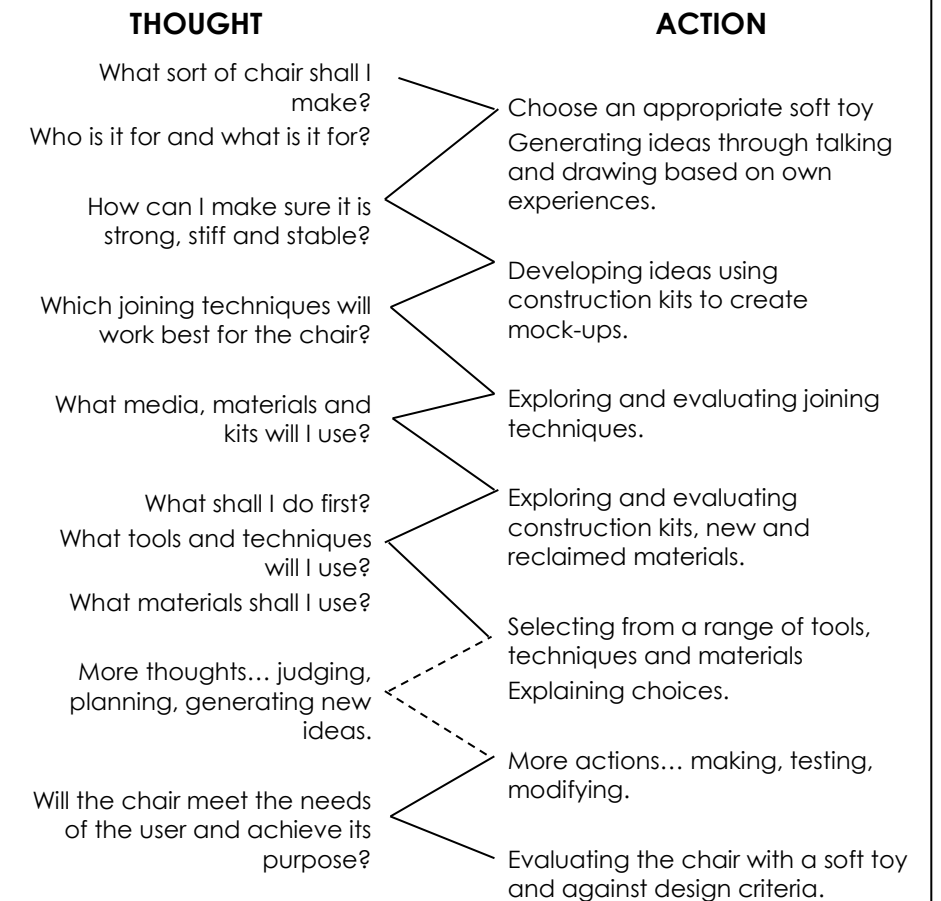 THOUGHT
ACTION
What sort of chair shall I
make?
Who is it for and what is it for?
Choose an appropriate soft toy
Generating ideas through talking
and drawing based on own
experiences.
How can I make sure it is
strong, stiff and stable?
Developing ideas using
construction kits to create
mock-ups.
Which joining techniques will
work best for the chair?
Exploring and evaluating joining
techniques.
What media, materials and
kits will I use?
Exploring and evaluating
construction kits, new and
reclaimed materials.
What shall I do first?
What tools and techniques
will I use?
What materials shall I use?
Selecting from a range of tools,
techniques and materials
Explaining choices.
More thoughts… judging,
planning, generating new
ideas.
More actions… making, testing,
modifying.
Will the chair meet the needs
of the user and achieve its
purpose?
Evaluating the chair with a soft toy
and against design criteria.